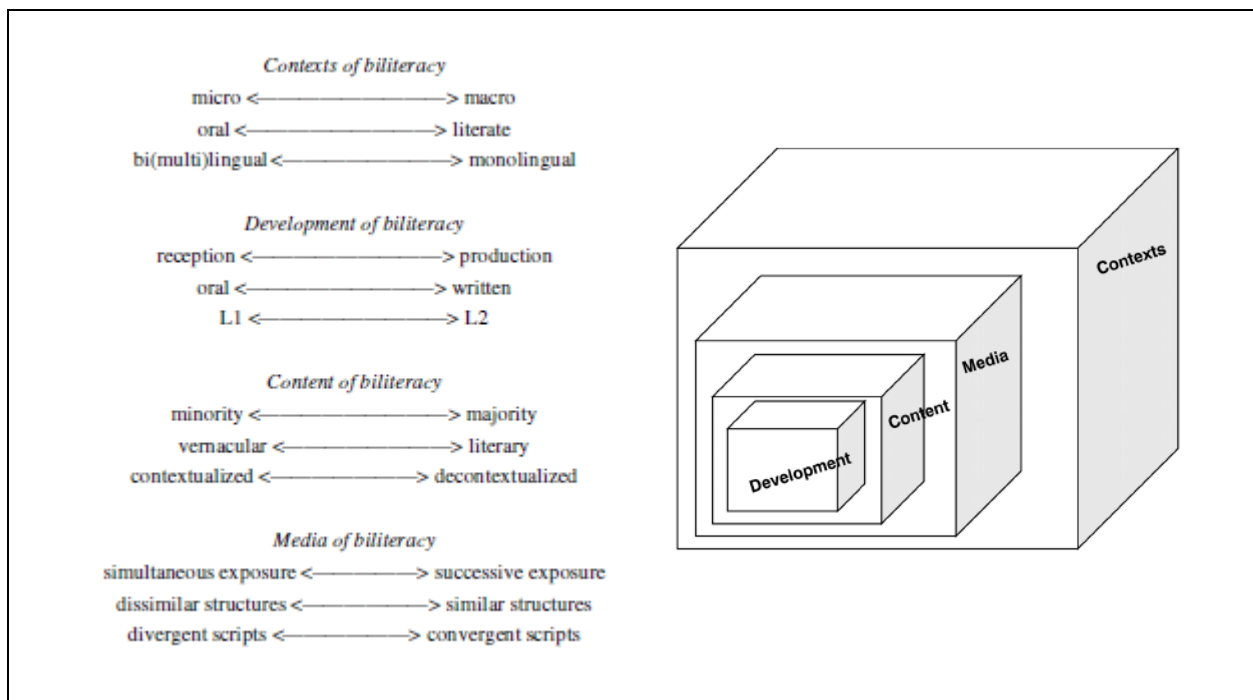 Contexts of biliteracy
micro <————————> macro
oral <————————> literate
bi(multi)lingual <———————> monolingual
Development of biliteracy
reception <————————> production
oral <————————> written
L1 <————————> L2
Content of biliteracy
minority <————————> majority
vernacular <———————> literary
contextualized <———————> decontextualized
Media of biliteracy
simultaneous exposure <—————> successive exposure
dissimilar structures <——————> similar structures
divergent scripts <——————> convergent scripts
Contexts
Media
Content
Development